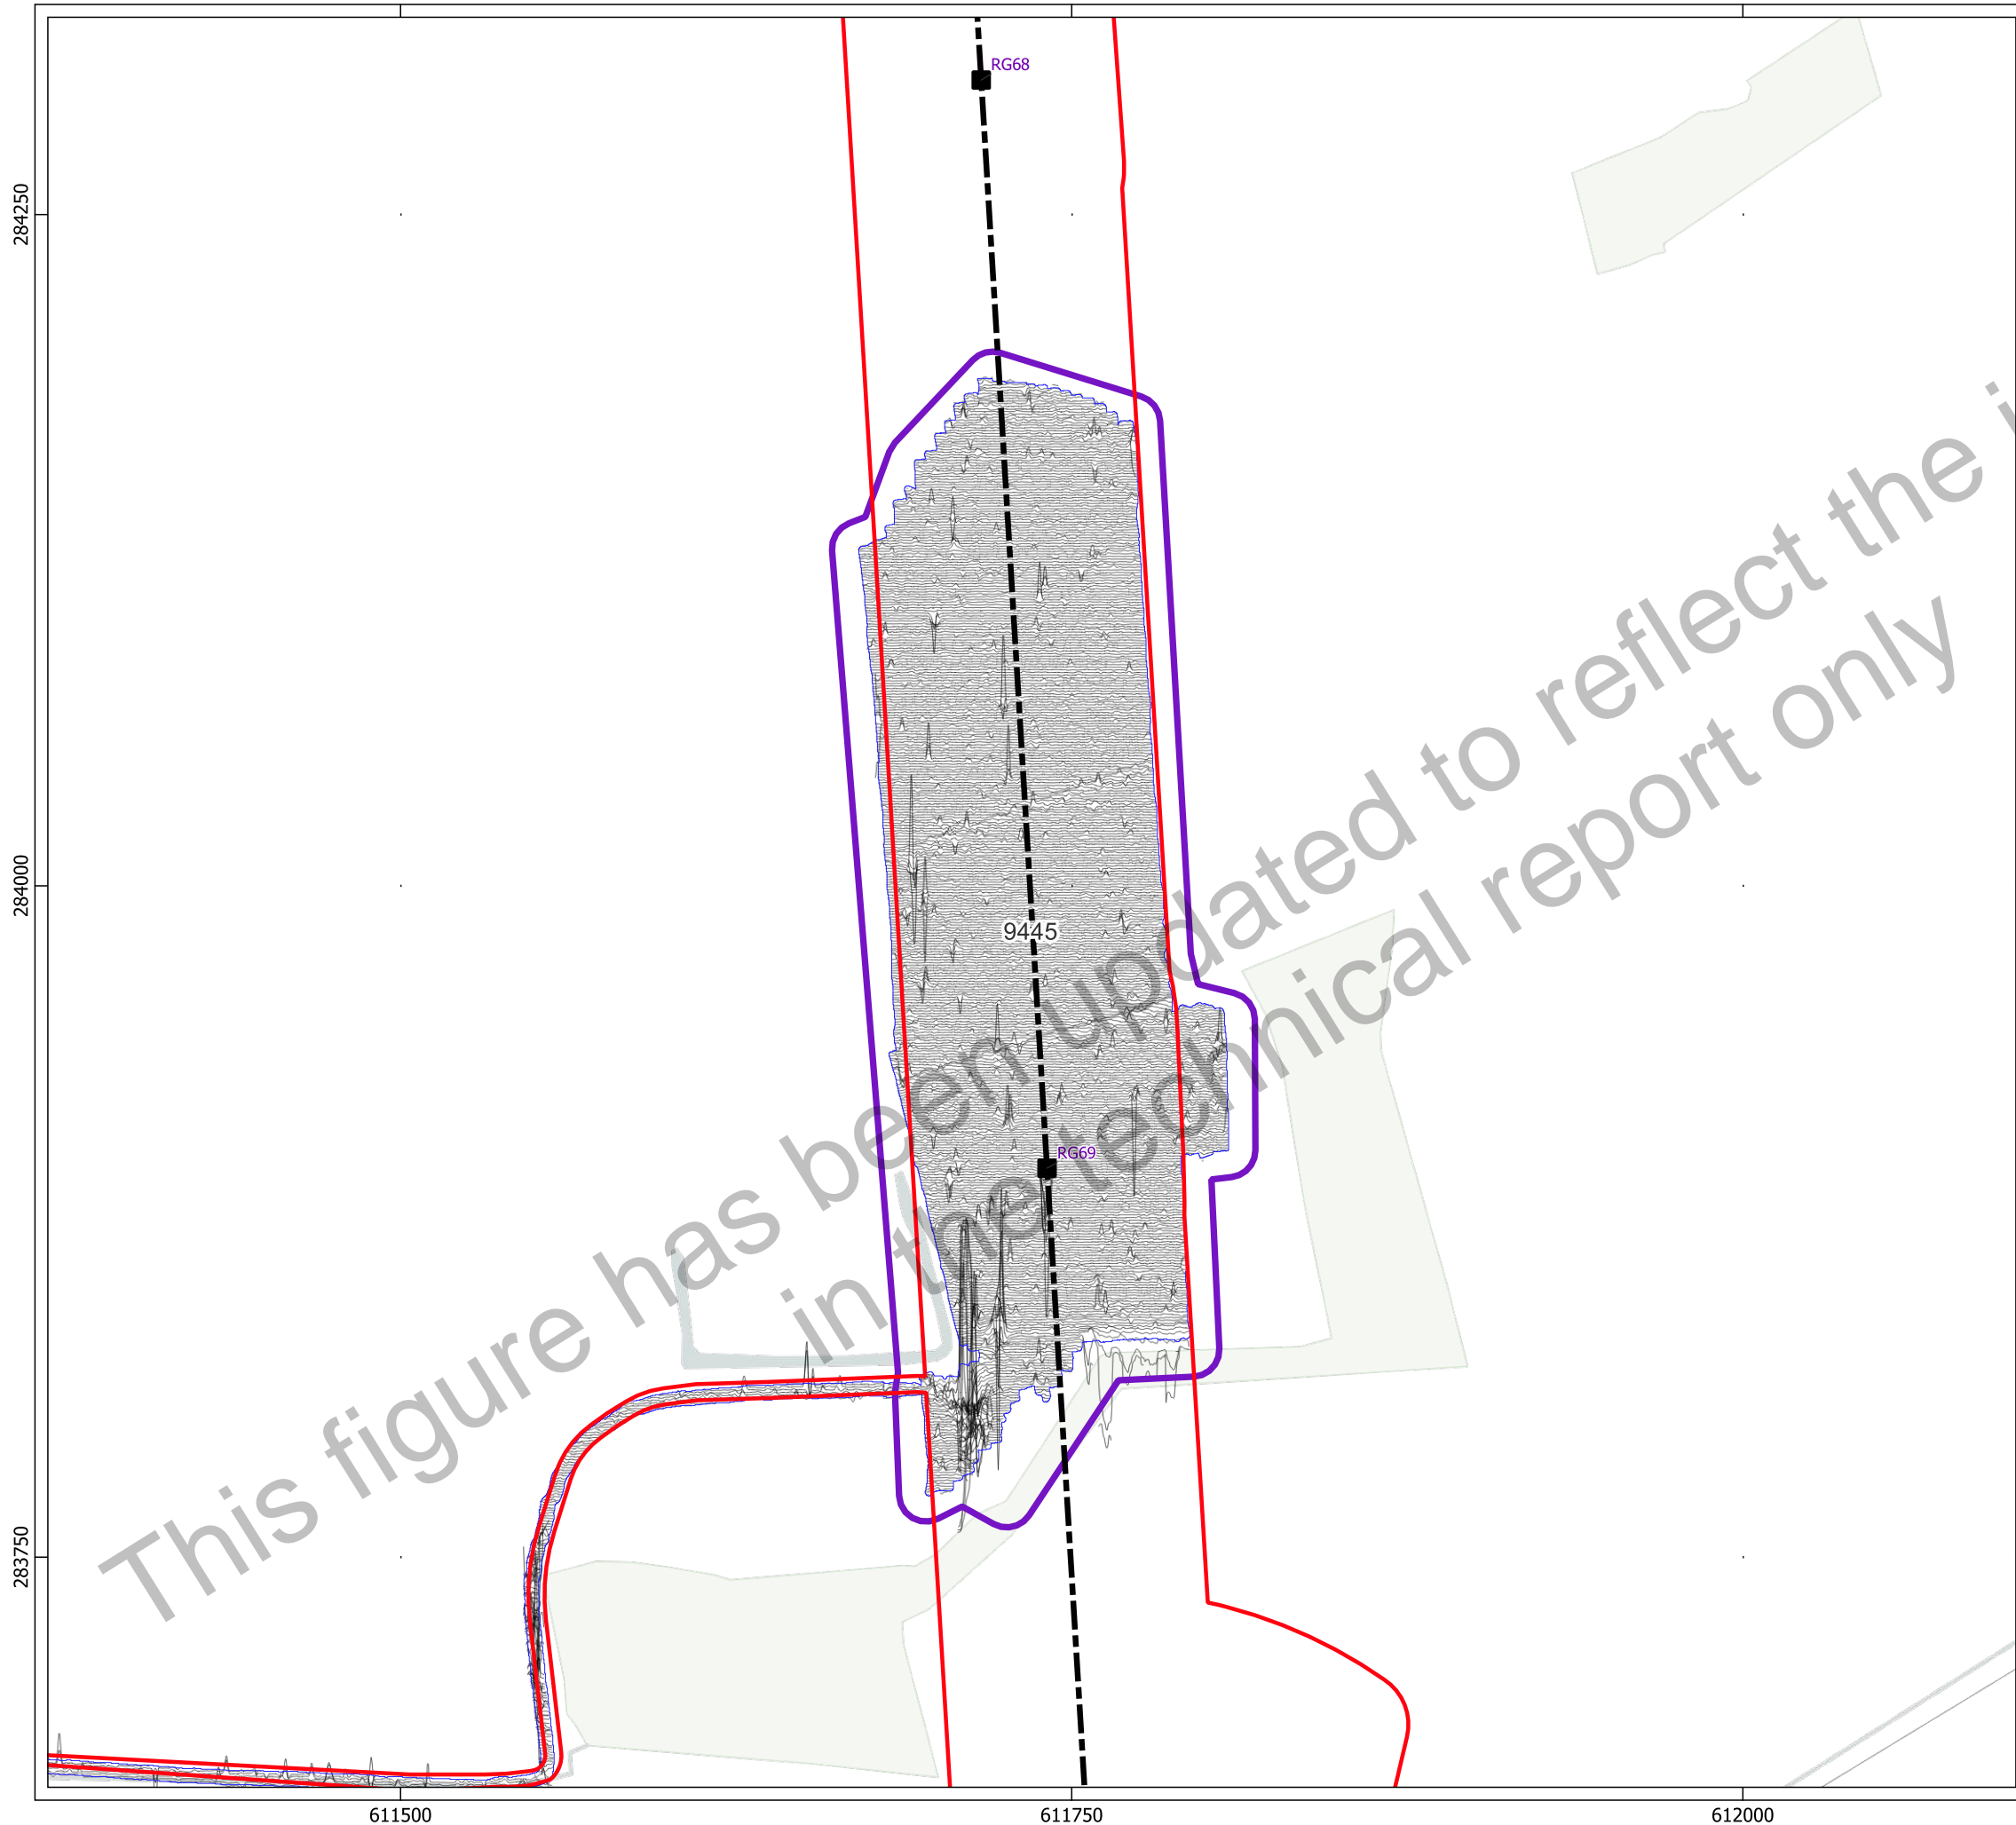 RG68
284250
284000
283750
9445
RG69
This figure has been updated to reflect the
in the technical report only
611500
611750
612000